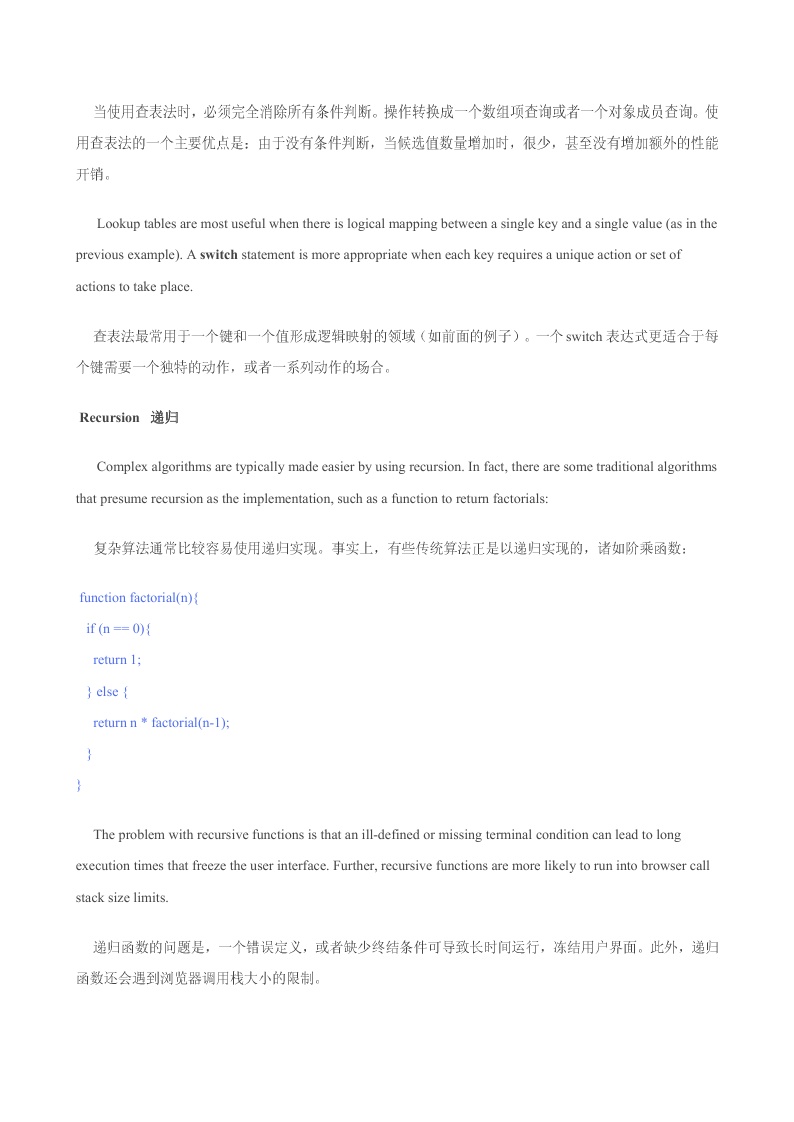 当使用查表法时，必须完全消除所有条件判断。操作转换成一个数组项查询或者一个对象成员查询。使
用查表法的一个主要优点是：由于没有条件判断，当候选值数量增加时，很少，甚至没有增加额外的性能
开销。
Lookup tables are most useful when there is logical mapping between a single key and a single value (as in the
previous example). A switch statement is more appropriate when each key requires a unique action or set of
actions to take place.
查表法最常用于一个键和一个值形成逻辑映射的领域（如前面的例子）。一个 switch 表达式更适合于每
个键需要一个独特的动作，或者一系列动作的场合。
Recursion 递归
Complex algorithms are typically made easier by using recursion. In fact, there are some traditional algorithms
that presume recursion as the implementation, such as a function to return factorials:
复杂算法通常比较容易使用递归实现。事实上，有些传统算法正是以递归实现的，诸如阶乘函数：
function factorial(n){
if (n == 0){
return 1;
} else {
return n * factorial(n-1);
}
}
The problem with recursive functions is that an ill-defined or missing terminal condition can lead to long
execution times that freeze the user interface. Further, recursive functions are more likely to run into browser call
stack size limits.
递归函数的问题是，一个错误定义，或者缺少终结条件可导致长时间运行，冻结用户界面。此外，递归
函数还会遇到浏览器调用栈大小的限制。